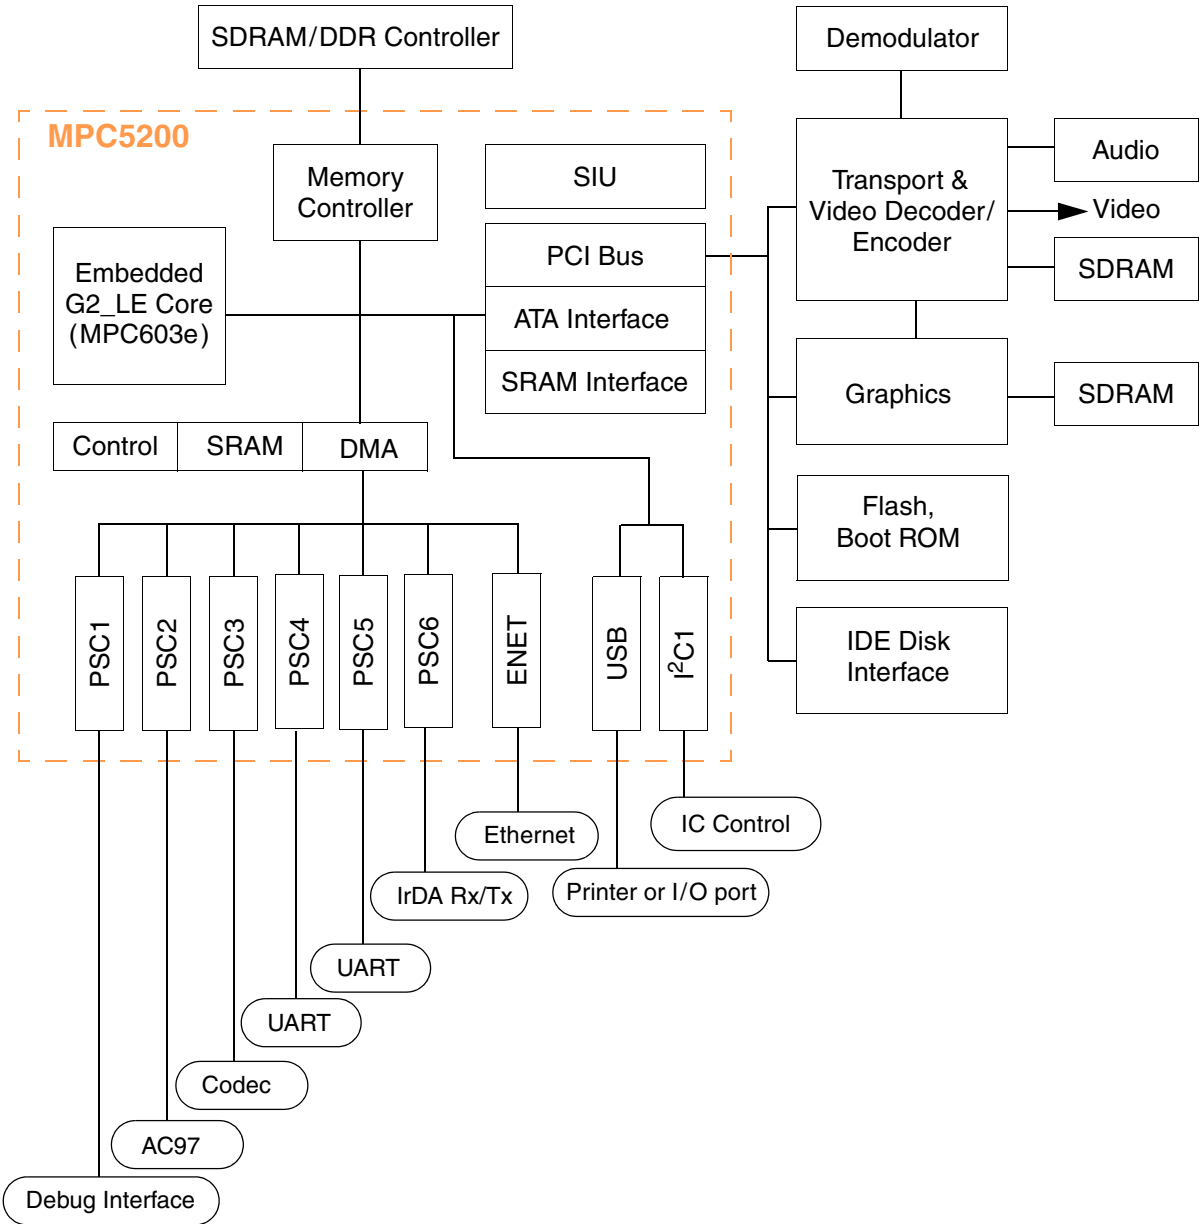 SDRAM/DDR Controller
Demodulator
MPC5200
Memory
Controller
SIU
Transport &
Video Decoder/
Encoder
Audio
Video
SDRAM
Embedded
G2_LE Core
(MPC603e)
PCI Bus
ATA Interface
SRAM Interface
Graphics
SDRAM
Control
SRAM
DMA
Flash,
Boot ROM
PSC1
PSC2
PSC3
PSC4
PSC5
PSC6
ENET
USB
I²C1
IDE Disk
Interface
Ethernet
IC Control
IrDA Rx/Tx
Printer or I/O port
UART
UART
Codec
AC97
Debug Interface